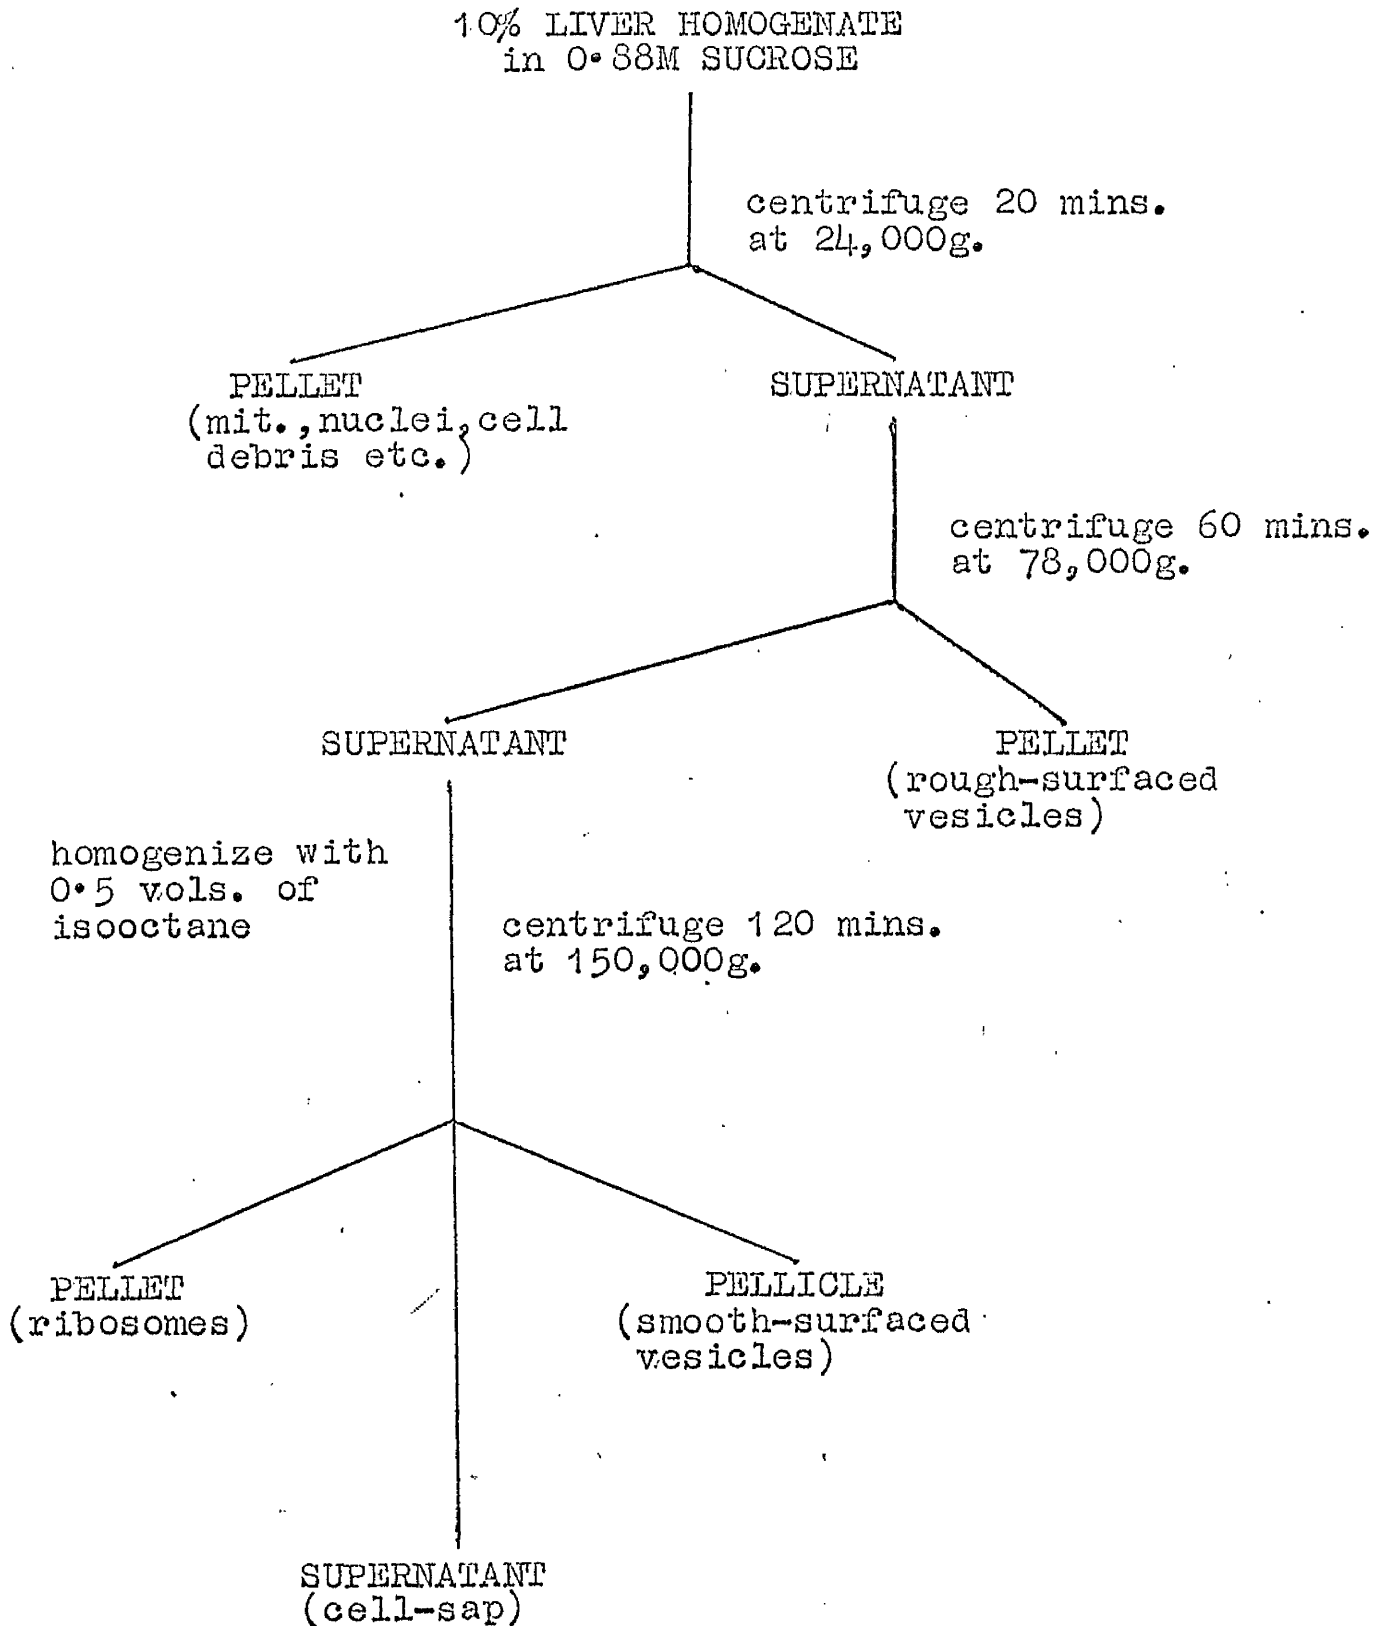 10% LIVER HOMOGENATE
in 0•88M SUCROSE
centrifuge 20 mins.
at 24,000g.
PELLET
(mit.,nuclei,cell
debris etc.)
SUPERNATANT
centrifuge 60 mins.
at 78,000g.
SUPERNATANT
PELLET
(rough-surfaced
vesicles)
homogenize with
0•5 vols. of
isooctane
centrifuge 120 mins.
at 150,000g.
PELLET
(ribosomes)
PELLICLE
(smooth-surfaced
vesicles)
SUPERNATANT
(cell-sap)